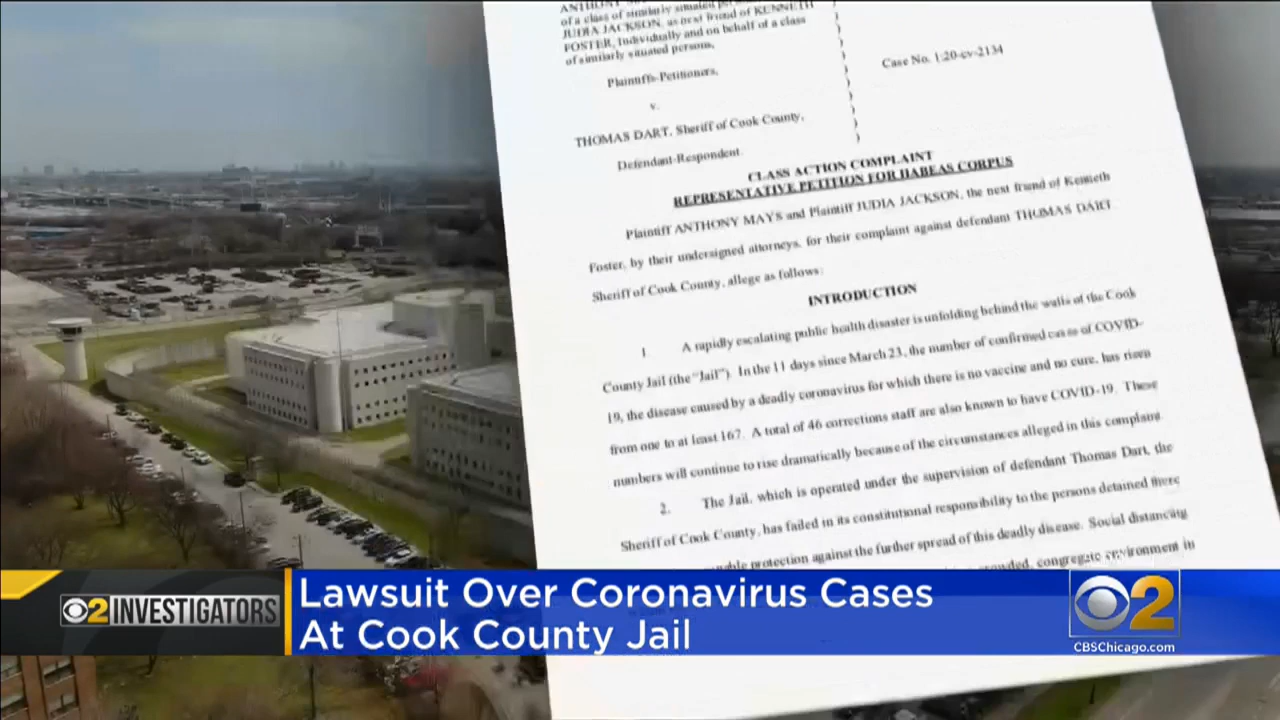 of a class of similarly situated
JUDIA JACKSON, as next friend of KENNETH
FOSTER, Individually and on behalf of a class
of similarly situated persons,
Plaintiffs-Petitioners,
v.
THOMAS DART, Sheriff of Cook County,
Defendant-Respondent.
Case No. 1:20-cv-2134
CLASS ACTION COMPLAINT
REPRESENTATIVE PETITION FOR HABEAS CORPUS
Plaintiff ANTHONY MAYS and Plaintiff JUDIA JACKSON, the next friend of Kenneth
Foster, by their undersigned attorneys, for their complaint against defendant THOMAS DART
Sheriff of Cook County, allege as follows:
INTRODUCTION
1. A rapidly escalating public health disaster is unfolding behind the walls of the Cook
County Jail (the "Jail"). In the 11 days since March 23, the number of confirmed cases of COVID-
19, the disease caused by a deadly coronavirus for which there is no vaccine and no cure, has risen
from one to at least 167. A total of 46 corrections staff are also known to have COVID-19. These
numbers will continue to rise dramatically because of the circumstances alleged in this complaint.
2. The Jail, which is operated under the supervision of defendant Thomas Dart, the
Sheriff of Cook County, has failed in its constitutional responsibility to the persons detained there
protection against the further spread of this deadly disease. Social distancing
crowded, congregate environment in
2 INVESTIGATORS
Lawsuit Over Coronavirus Cases
At Cook County Jail
2
CBSChicago.com